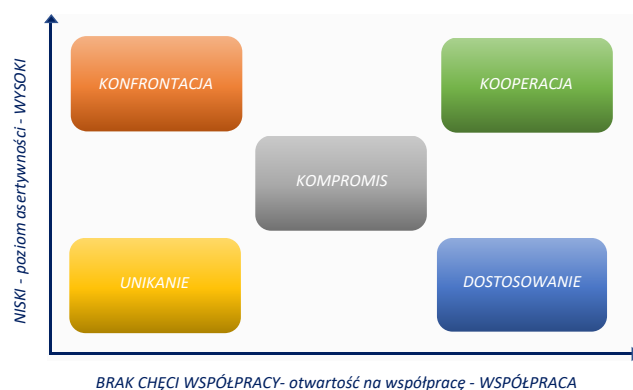 KONFRONTACJA
KOOPERACJA
KOMPROMIS
UNIKANIE
DOSTOSOWANIE
NISKI - poziom asertywności - WYSOKI
BRAK CHĘCI WSPÓŁPRACY- otwartość na współpracę - WSPÓŁPRACA